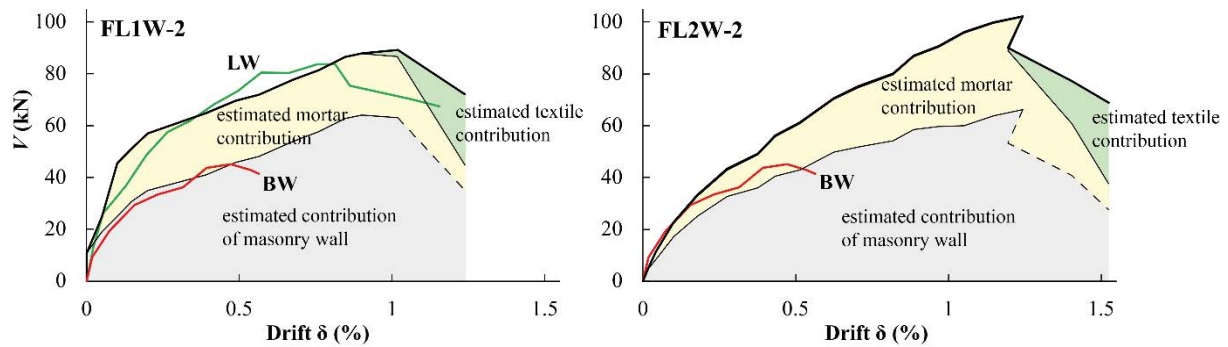 FL1W-2
V (kN)
100
80
60
40
20
0
LW
BW
estimated mortar
contribution
estimated textile
contribution
estimated contribution
of masonry wall
0
0.5
1
1.5
Drift δ (%)
FL2W-2
100
80
60
40
20
0
BW
estimated mortar
contribution
estimated textile
contribution
estimated contribution
of masonry wall
0
0.5
1
1.5
Drift δ (%)